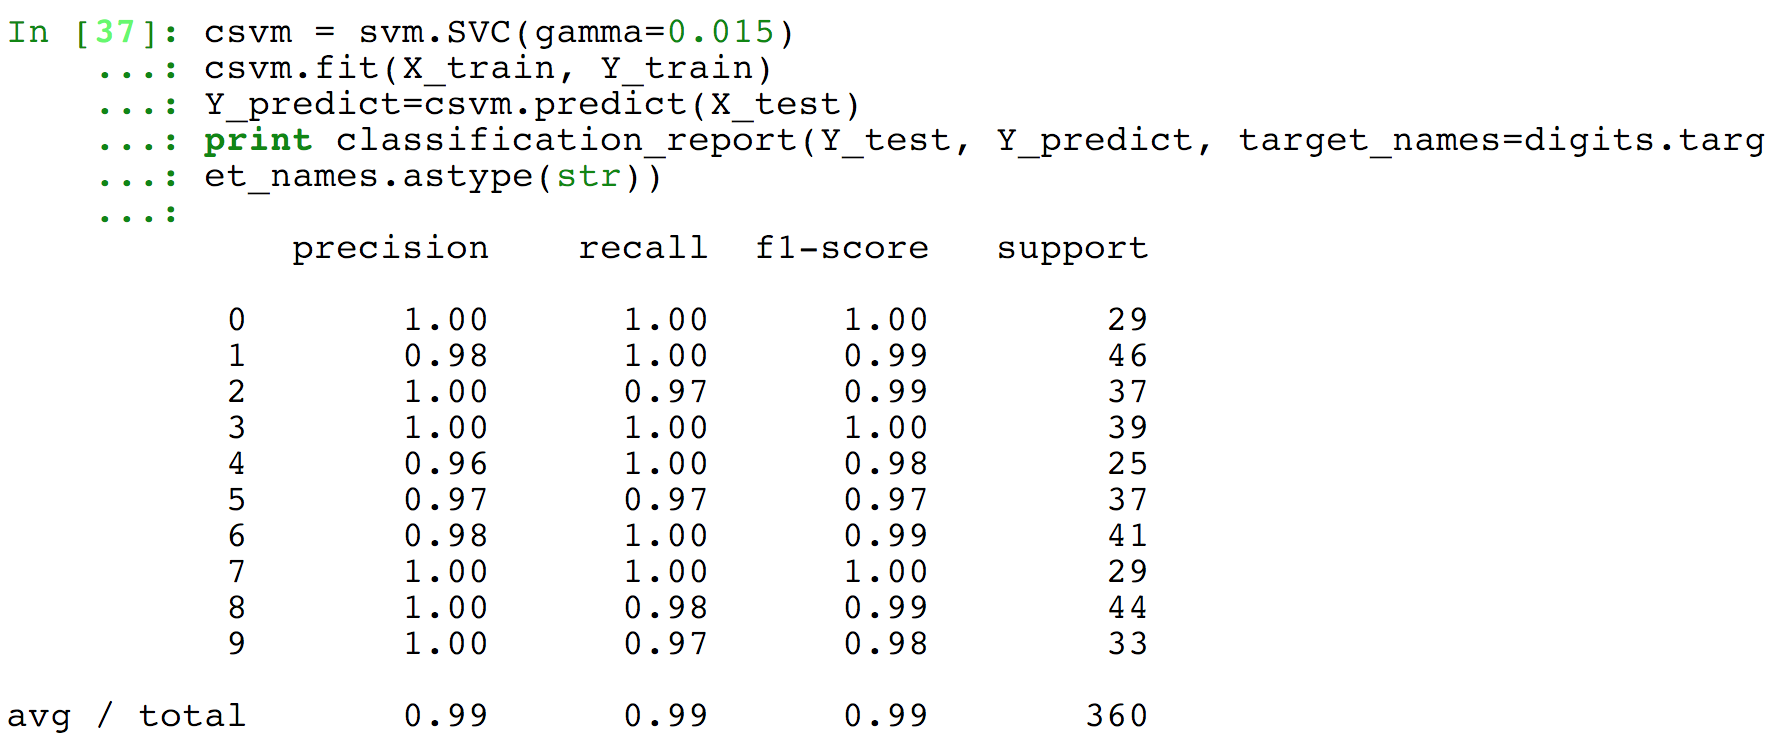 In [37]: csvm = svm.SVC(gamma=0.015)
    ...: csvm.fit(X_train, Y_train)
    ...: Y_predict=csvm.predict(X_test)
    ...: print classification_report(Y_test, Y_predict, target_names=digits.targ
    ...: et_names.astype(str))
    ...:
             precision    recall  f1-score   support
          0       1.00      1.00      1.00        29
          1       0.98      1.00      0.99        46
          2       1.00      0.97      0.99        37
          3       1.00      1.00      1.00        39
          4       0.96      1.00      0.98        25
          5       0.97      0.97      0.97        37
          6       0.98      1.00      0.99        41
          7       1.00      1.00      1.00        29
          8       1.00      0.98      0.99        44
          9       1.00      0.97      0.98        33
avg / total       0.99      0.99      0.99       360